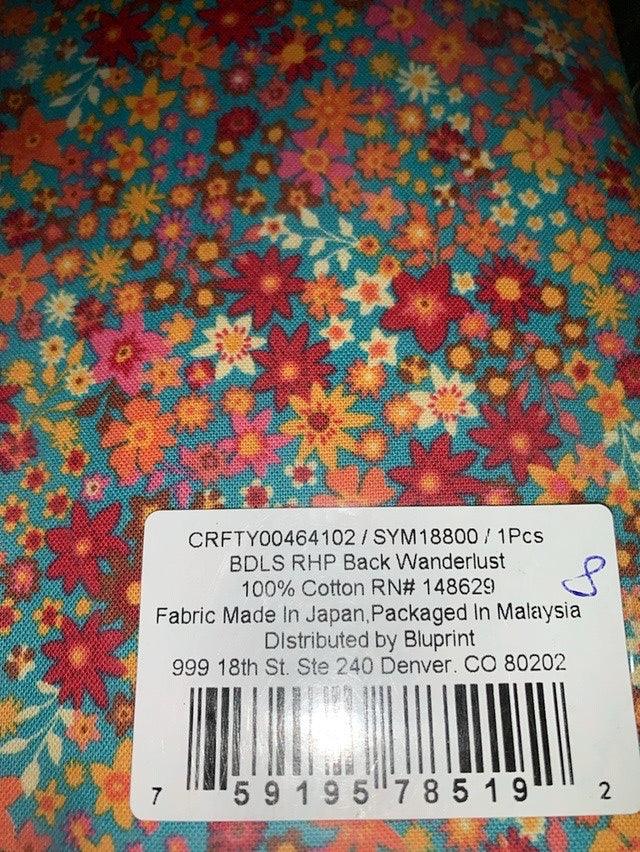 CRFTY00464102 / SYM18800 / 1Pcs
BDLS RHP Back Wanderlust
100% Cotton RN# 148629
Fabric Made In Japan,Packaged In Malaysia
DIstributed by Bluprint
999 18th St. Ste 240 Denver. CO 80202
7 59195 78519 2